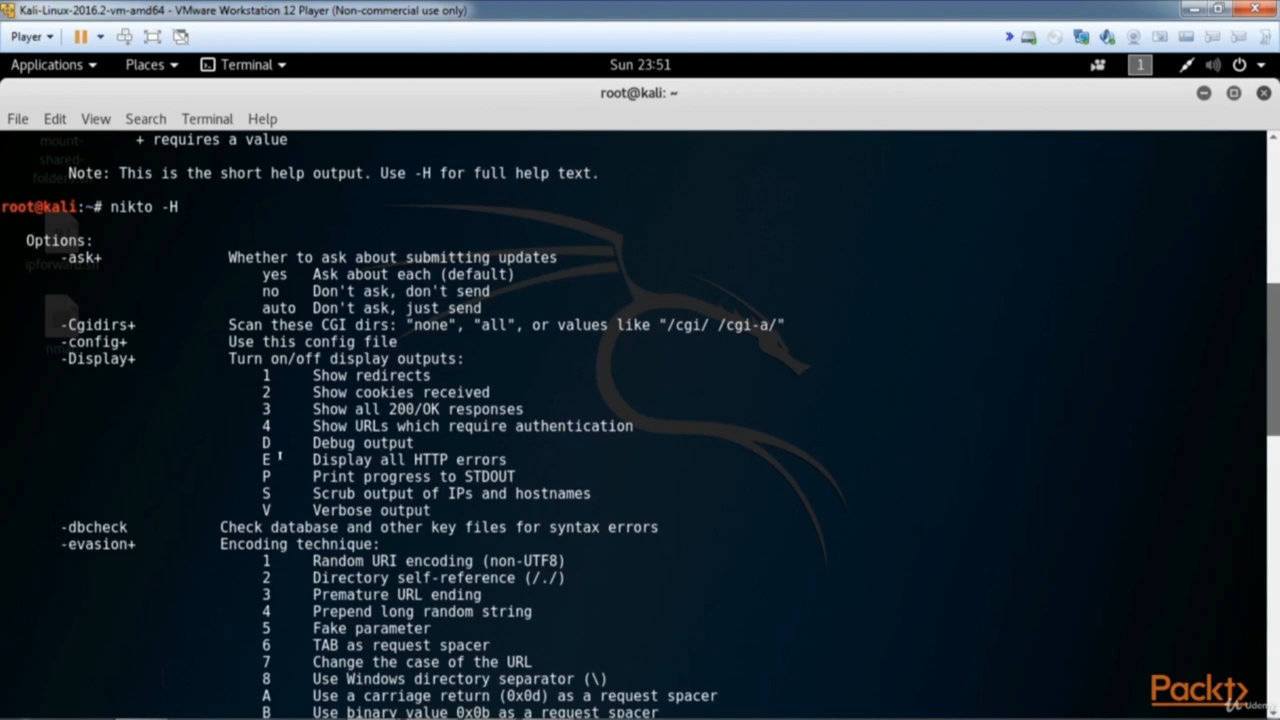 Kali-Linux-2016.2-vm-amd64 - VMware Workstation 12 Player (Non-commercial use only)
Player
Applications Places Terminal Sun 23:51 1
root@kali: ~
File Edit View Search Terminal Help
mount-
shared-
folders.
ipforward.sh
+ requires a value
Note: This is the short help output. Use -H for full help text.
root@kali:~# nikto -H
Options:
-ask+ Whether to ask about submitting updates
yes Ask about each (default)
no Don't ask, don't send
auto Don't ask, just send
-Cgidirs+ Scan these CGI dirs: "none", "all", or values like "/cgi/ /cgi-a/"
-config+ Use this config file
-Display+ Turn on/off display outputs:
1 Show redirects
2 Show cookies received
3 Show all 200/OK responses
4 Show URLs which require authentication
D Debug output
E Display all HTTP errors
P Print progress to STDOUT
S Scrub output of IPs and hostnames
V Verbose output
-dbcheck Check database and other key files for syntax errors
-evasion+ Encoding technique:
1 Random URI encoding (non-UTF8)
2 Directory self-reference (/./)
3 Premature URL ending
4 Prepend long random string
5 Fake parameter
6 TAB as request spacer
7 Change the case of the URL
8 Use Windows directory separator (\)
A Use a carriage return (0x0d) as a request spacer
B Use binary value 0x0b as a request spacer
Packt
Udemy